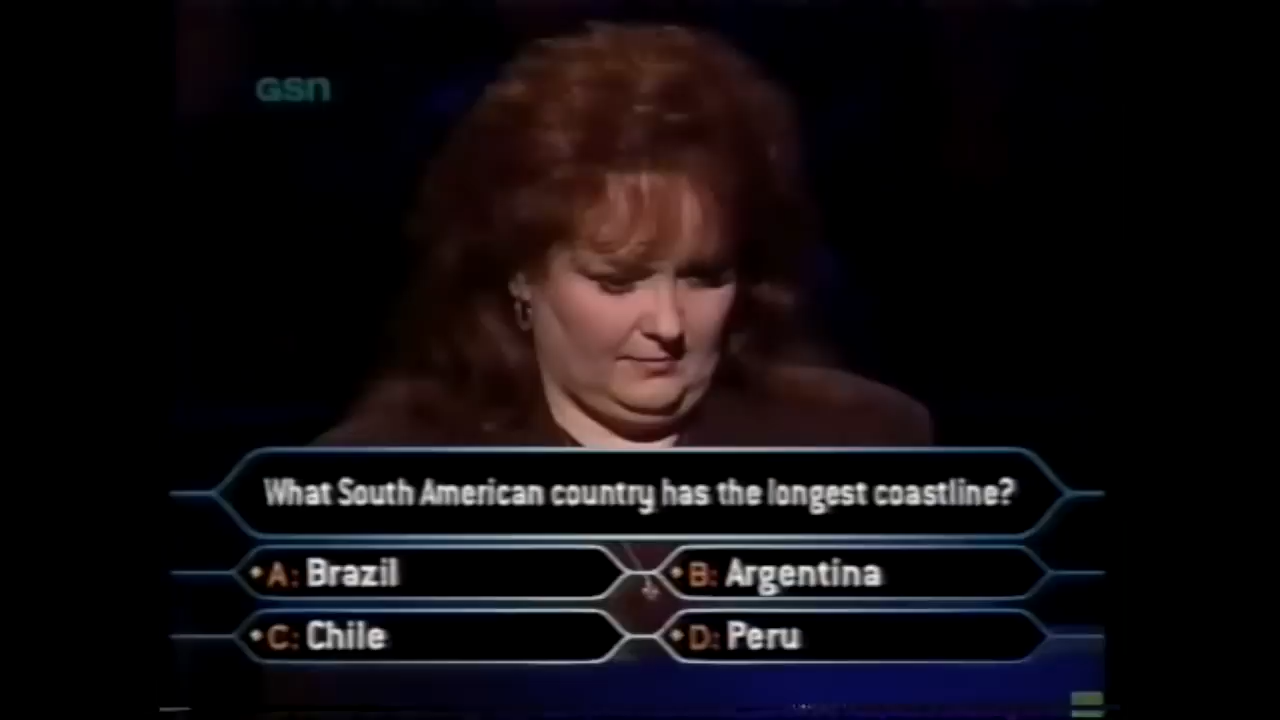 GSN
What South American country has the longest coastline?
A: Brazil
B: Argentina
C: Chile
D: Peru